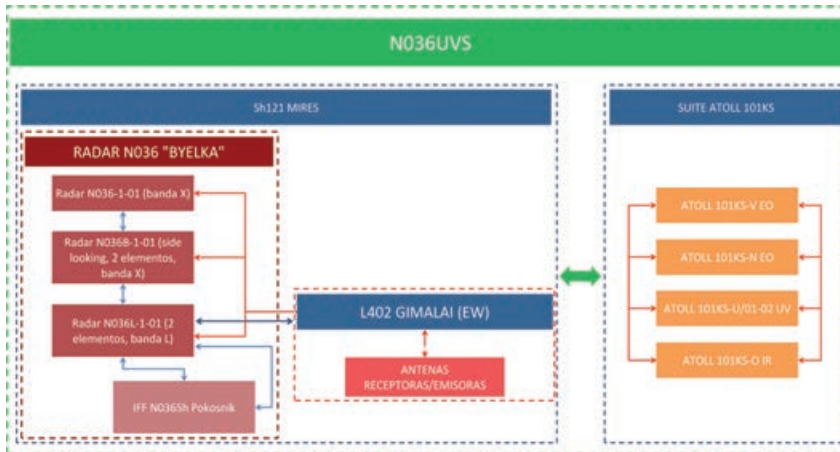 N036UVS
Sh121 MIRES
SUITE ATOLL 101KS
RADAR N036 "BYELKA"
Radar N036-1-01 (banda X)
Radar N036B-1-01 (side
looking, 2 elementos,
banda X)
Radar N036L-1-01 (2
elementos, banda L)
IFF N036Sh Pokosnik
L402 GIMALAI (EW)
ANTENAS
RECEPTORAS/EMISORAS
ATOLL 101KS-V EO
ATOLL 101KS-N EO
ATOLL 101KS-U/01-02 UV
ATOLL 101KS-O IR